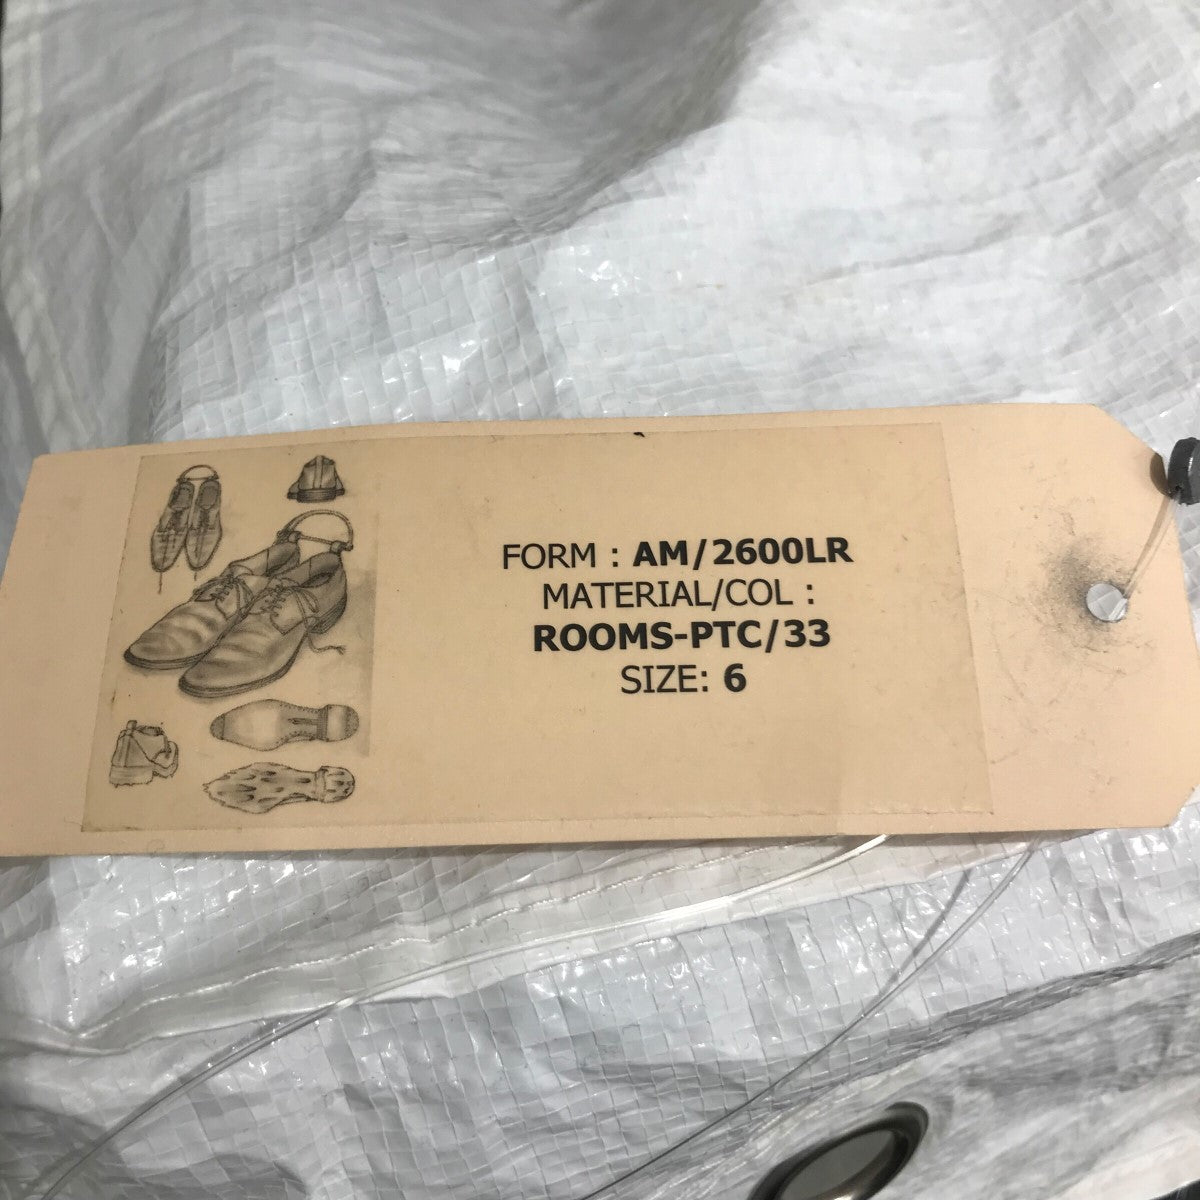 FORM : AM/2600LR
MATERIAL/COL :
ROOMS-PTC/33
SIZE: 6